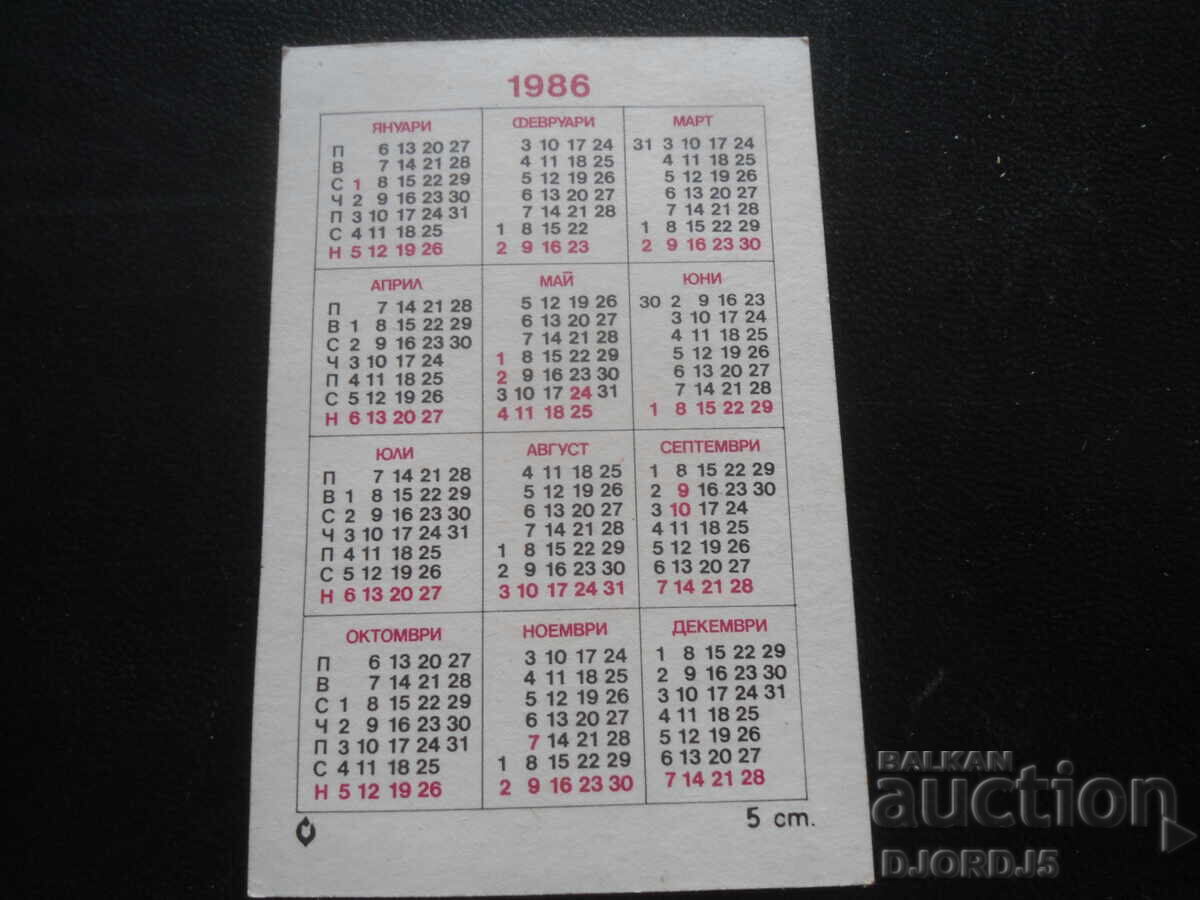 1986
ЯНУАРИ ФЕВРУАРИ МАРТ
П 6 13 20 27 3 10 17 24 31 3 10 17 24
В 7 14 21 28 4 11 18 25 4 11 18 25
С 1 8 15 22 29 5 12 19 26 5 12 19 26
Ч 2 9 16 23 30 6 13 20 27 6 13 20 27
П 3 10 17 24 31 7 14 21 28 7 14 21 28
С 4 11 18 25 1 8 15 22 1 8 15 22 29
Н 5 12 19 26 2 9 16 23 2 9 16 23 30
АПРИЛ МАЙ ЮНИ
П 7 14 21 28 5 12 19 26 30 2 9 16 23
В 1 8 15 22 29 6 13 20 27 3 10 17 24
С 2 9 16 23 30 7 14 21 28 4 11 18 25
Ч 3 10 17 24 1 8 15 22 29 5 12 19 26
П 4 11 18 25 2 9 16 23 30 6 13 20 27
С 5 12 19 26 3 10 17 24 31 7 14 21 28
Н 6 13 20 27 4 11 18 25 1 8 15 22 29
ЮЛИ АВГУСТ СЕПТЕМВРИ
П 7 14 21 28 4 11 18 25 1 8 15 22 29
В 1 8 15 22 29 5 12 19 26 2 9 16 23 30
С 2 9 16 23 30 6 13 20 27 3 10 17 24
Ч 3 10 17 24 31 7 14 21 28 4 11 18 25
П 4 11 18 25 1 8 15 22 29 5 12 19 26
С 5 12 19 26 2 9 16 23 30 6 13 20 27
Н 6 13 20 27 3 10 17 24 31 7 14 21 28
ОКТОМВРИ НОЕМВРИ ДЕКЕМВРИ
П 6 13 20 27 3 10 17 24 1 8 15 22 29
В 7 14 21 28 4 11 18 25 2 9 16 23 30
С 1 8 15 22 29 5 12 19 26 3 10 17 24 31
Ч 2 9 16 23 30 6 13 20 27 4 11 18 25
П 3 10 17 24 31 7 14 21 28 5 12 19 26
С 4 11 18 25 1 8 15 22 29 6 13 20 27
Н 5 12 19 26 2 9 16 23 30 7 14 21 28
5 ст.
BALKAN
auction
DJORDJ5